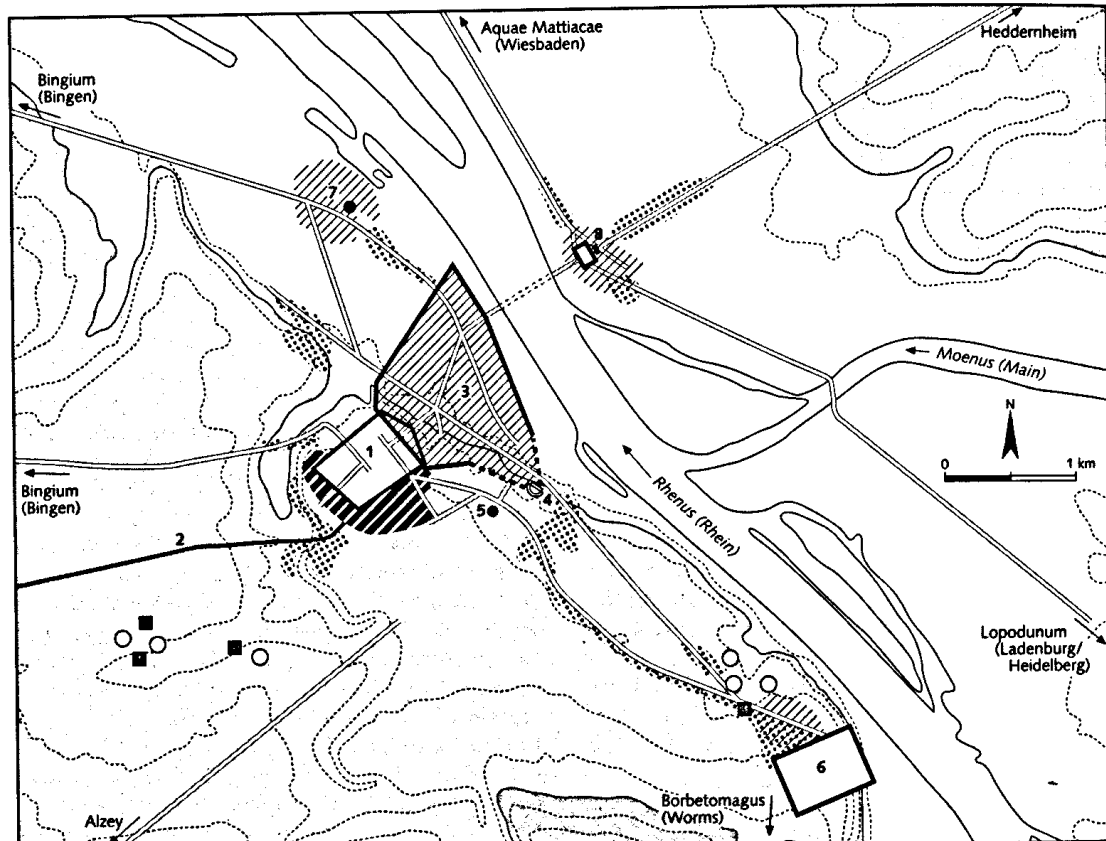 Aquae Mattiacae
(Wiesbaden)
Heddernheim
Bingium
(Bingen)
7
8
3
Moenus (Main)
N
0
1 km
1
Bingium
(Bingen)
4
5
2
Rhenus (Rhein)
Lopodunum
(Ladenburg/
Heidelberg)
6
Borbetomagus
(Worms)
Alzey